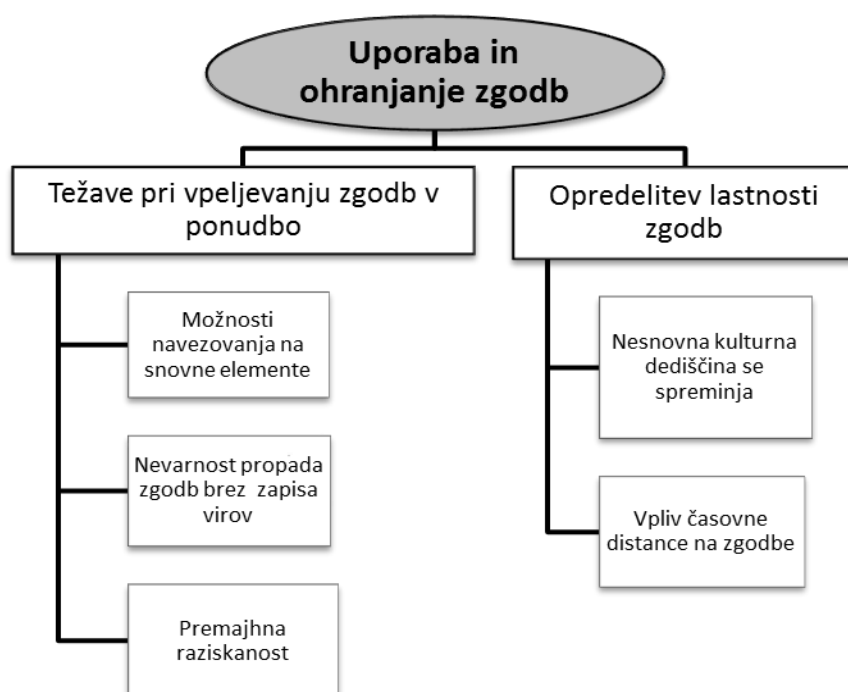 Uporaba in
ohranjanje zgodb
Težave pri vpeljevanju zgodb v
ponudbo
Možnosti
navezovanja na
snovne elemente
Nevarnost propada
zgodb brez zapisa
virov
Premajhna
raziskanost
Opredelitev lastnosti
zgodb
Nesnovna kulturna
dediščina se
spreminja
Vpliv časovne
distance na zgodbe